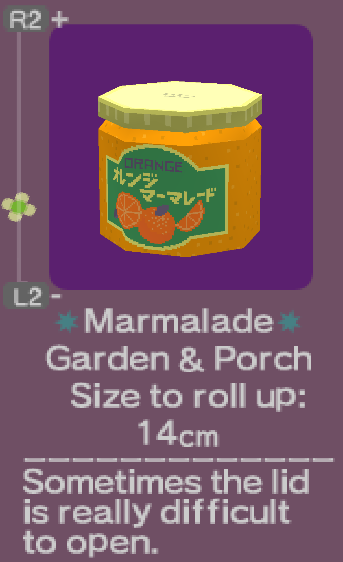 R2 +
ORANGE
オレンジ
マーマレード
L2 -
Marmalade
Garden & Porch
Size to roll up:
14cm
Sometimes the lid
is really difficult
to open.